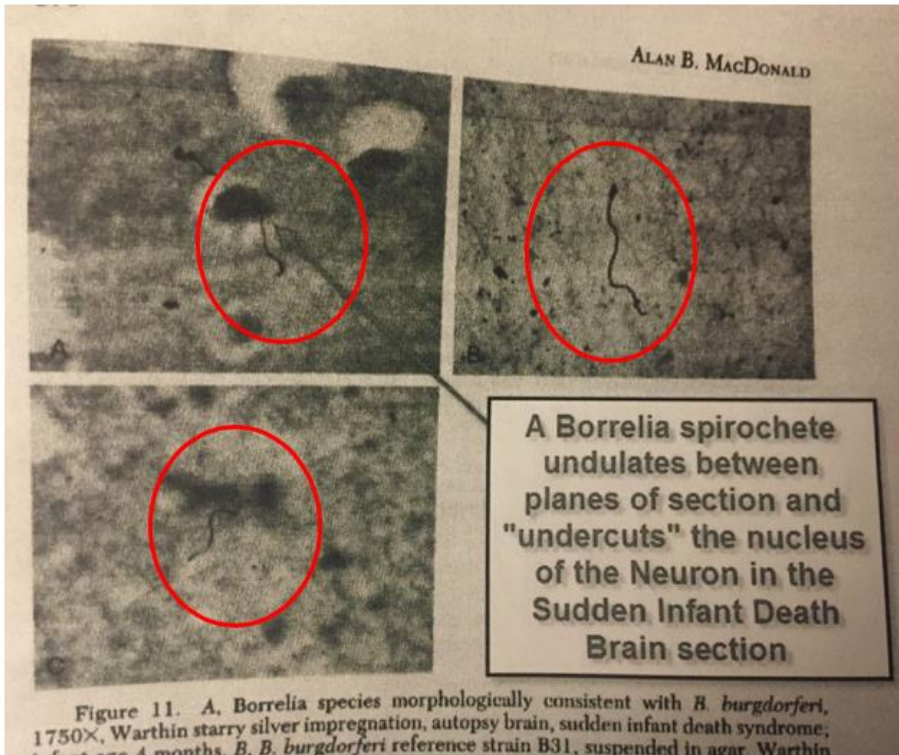 ALAN B. MACDONALD
A
B
A Borrelia spirochete
undulates between
planes of section and
"undercuts" the nucleus
of the Neuron in the
Sudden Infant Death
Brain section
C
Figure 11. A, Borrelia species morphologically consistent with B. burgdorferi,
1750×, Warthin starry silver impregnation, autopsy brain, sudden infant death syndrome;
age 4 months. B, B. burgdorferi reference strain B31, suspended in agar, Warthin